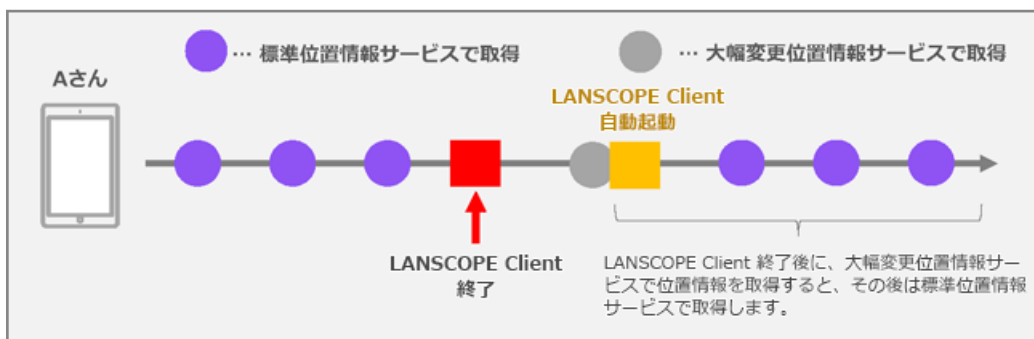 … 標準位置情報サービスで取得
… 大幅変更位置情報サービスで取得
Aさん
LANSCOPE Client
自動起動
LANSCOPE Client
終了
LANSCOPE Client 終了後に、大幅変更位置情報サー
ビスで位置情報を取得すると、その後は標準位置情報
サービスで取得します。